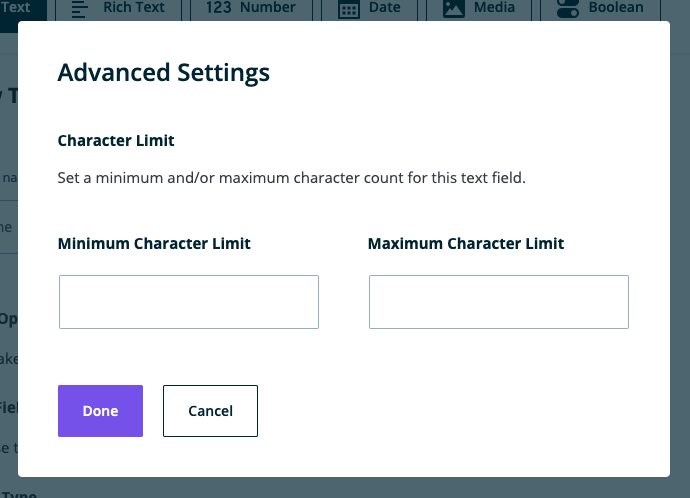 Text Rich Text 123 Number Date Media Boolean
Advanced Settings
Character Limit
Set a minimum and/or maximum character count for this text field.
Minimum Character Limit Maximum Character Limit
Done Cancel
Type